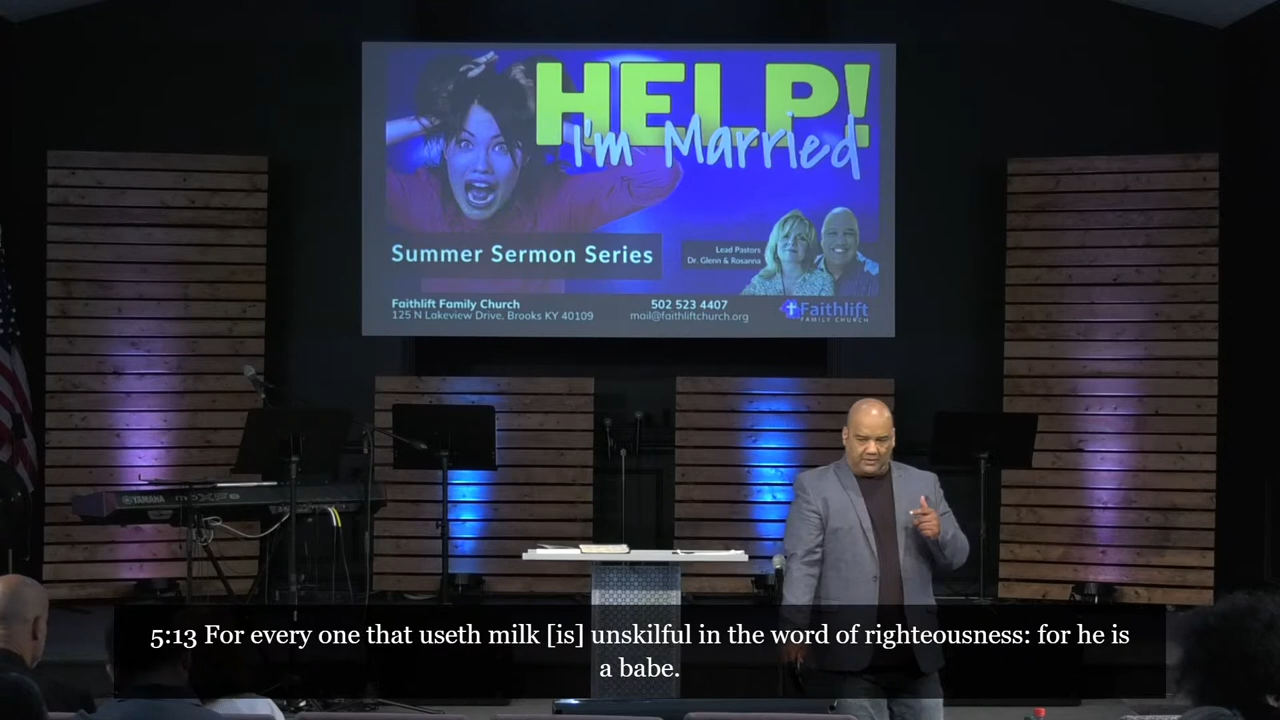 HELP!
I'm Married
Summer Sermon Series
Lead Pastors
Dr. Glenn & Rosanna
Faithlift Family Church
125 N Lakeview Drive, Brooks KY 40109
502 523 4407
mail@faithliftchurch.org
Faithlift
FAMILY CHURCH
YAMAHA MOXF8
5:13 For every one that useth milk [is] unskilful in the word of righteousness: for he is
a babe.